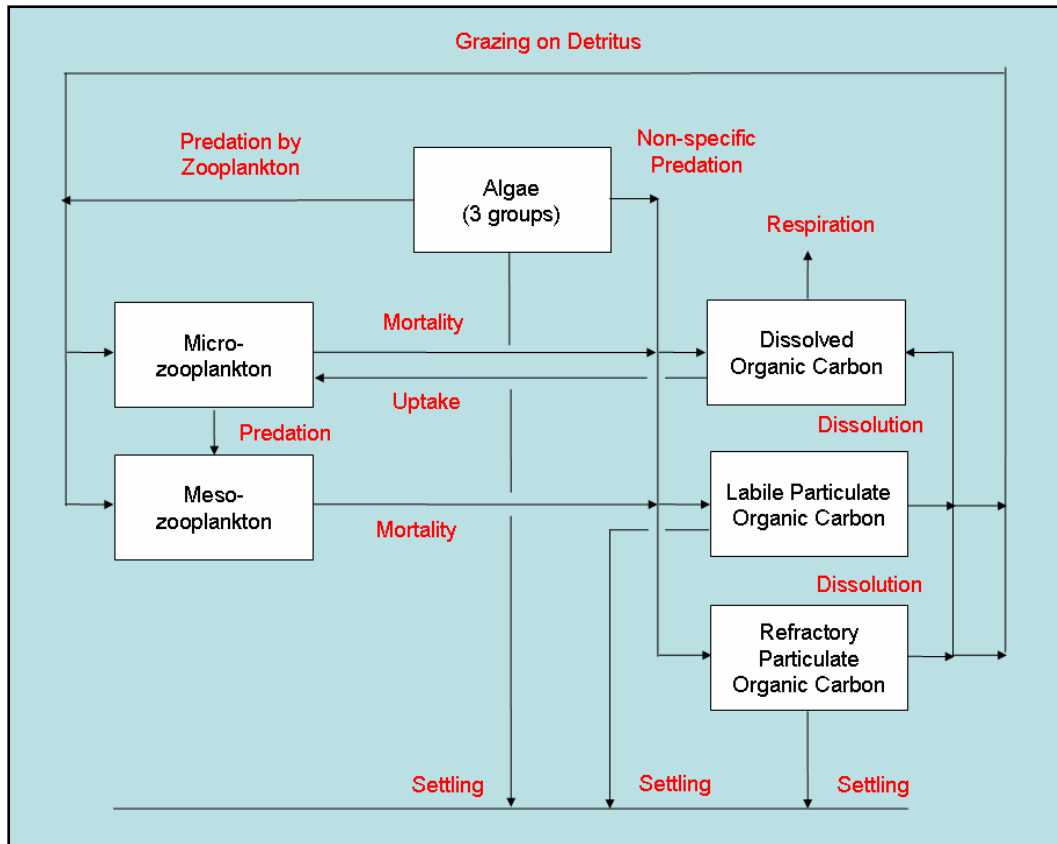 Grazing on Detritus
Predation by
Zooplankton
Non-specific
Predation
Algae
(3 groups)
Respiration
Micro-
zooplankton
Mortality
Dissolved
Organic Carbon
Uptake
Predation
Dissolution
Meso-
zooplankton
Mortality
Labile Particulate
Organic Carbon
Dissolution
Refractory
Particulate
Organic Carbon
Settling
Settling
Settling